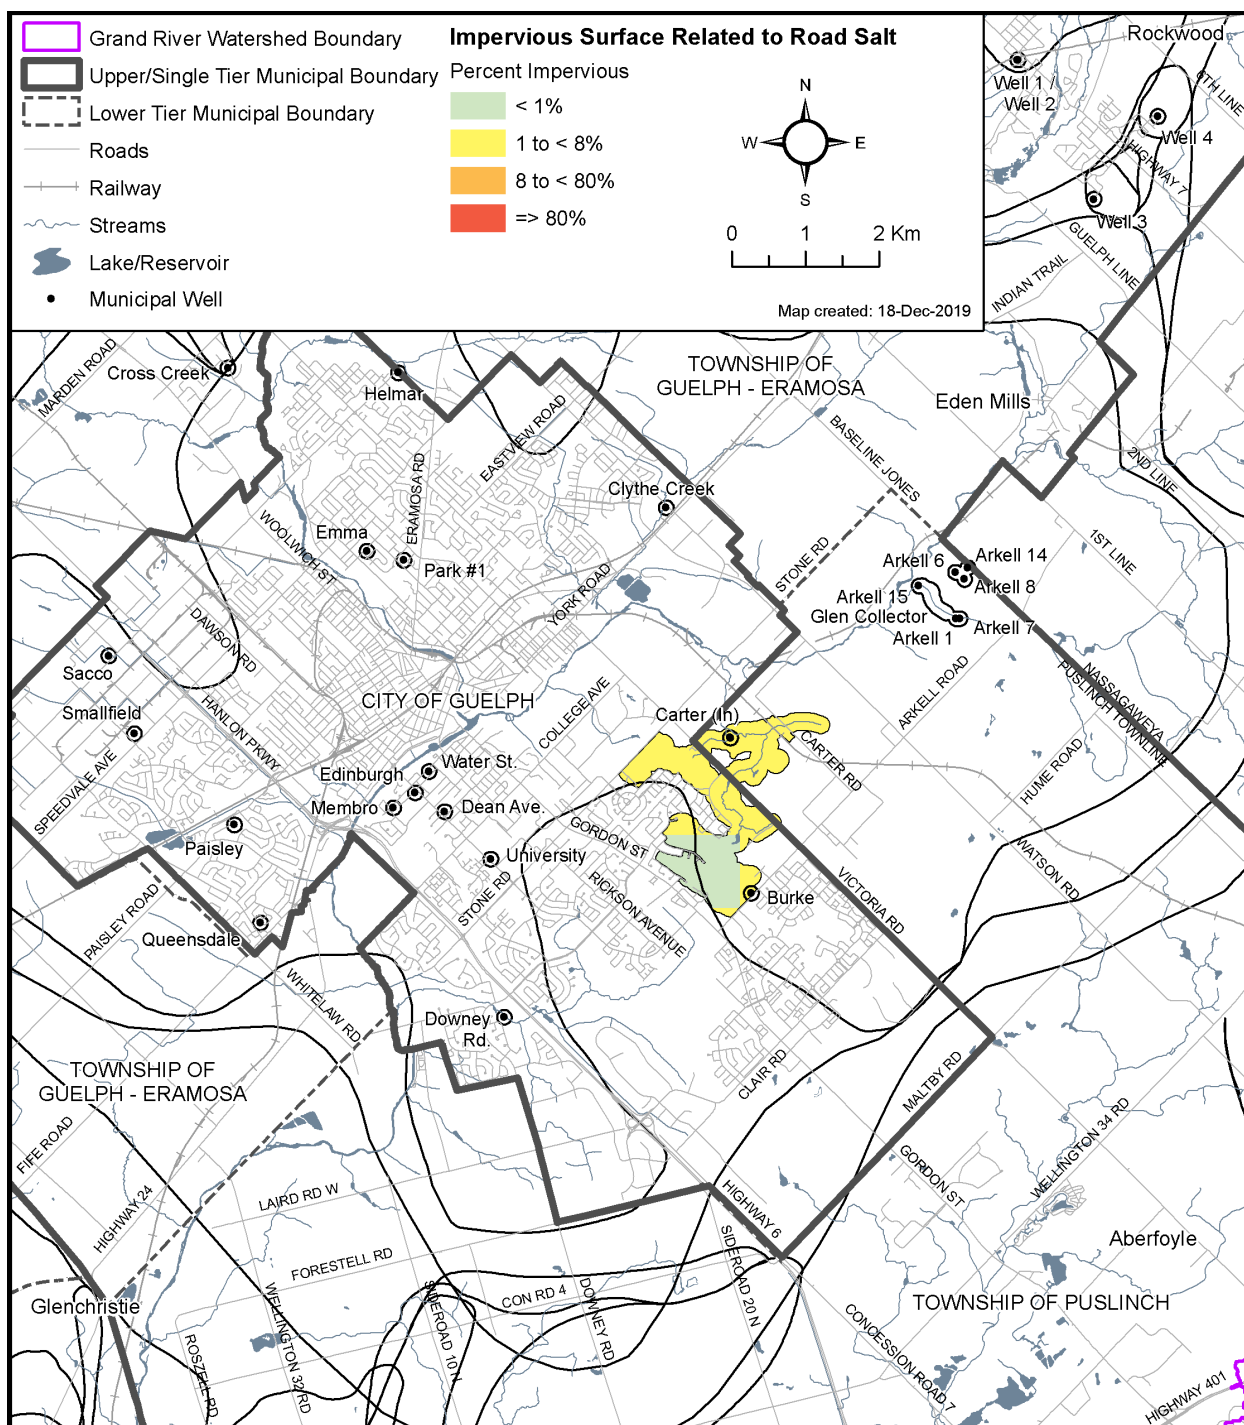 Grand River Watershed Boundary
Upper/Single Tier Municipal Boundary
Lower Tier Municipal Boundary
Roads
Railway
Streams
Lake/Reservoir
Municipal Well
Impervious Surface Related to Road Salt
Percent Impervious
< 1%
1 to < 8%
8 to < 80%
=> 80%
N
W
E
S
0
1
2 Km
Map created: 18-Dec-2019
Rockwood
Well 1 /
Well 2
6TH LINE
Well 4
HIGHWAY 7
Well 3
GUELPH LINE
INDIAN TRAIL
MARDEN ROAD
Cross Creek
Helmar
TOWNSHIP OF
GUELPH - ERAMOSA
Eden Mills
EASTVIEW ROAD
BASELINE JONES
2ND LINE
ERAMOSA RD
Clythe Creek
WOOLWICH ST
Emma
Park #1
YORK ROAD
STONE RD
1ST LINE
Arkell 6
Arkell 14
Arkell 8
Arkell 15
Glen Collector
Arkell 1
Arkell 7
DAWSON RD
Sacco
Smallfield
HANLON PKWY
CITY OF GUELPH
COLLEGE AVE
Carter (In)
CARTER RD
ARKELL ROAD
NASSAGAWEYA
PUSLINCH TOWNLINE
HUME ROAD
SPEEDVALE AVE
Edinburgh
Water St.
Membro
Dean Ave.
Paisley
GORDON ST
University
RICKSON AVENUE
STONE RD
Burke
VICTORIA RD
WATSON RD
PAISLEY ROAD
Queensdale
WHITELAW RD
Downey
Rd.
TOWNSHIP OF
GUELPH - ERAMOSA
CLAIR RD
MALTBY RD
FIFE ROAD
HIGHWAY 24
LAIRD RD W
FORESTELL RD
HIGHWAY 6
GORDON ST
WELLINGTON 34 RD
Aberfoyle
Glenchristie
ROSZELL RD
WELLINGTON 32 RD
SIDEROAD 10 N
CON RD 4
DOWNEY RD
SIDEROAD 20 N
TOWNSHIP OF PUSLINCH
CONCESSION ROAD 7
HIGHWAY 401